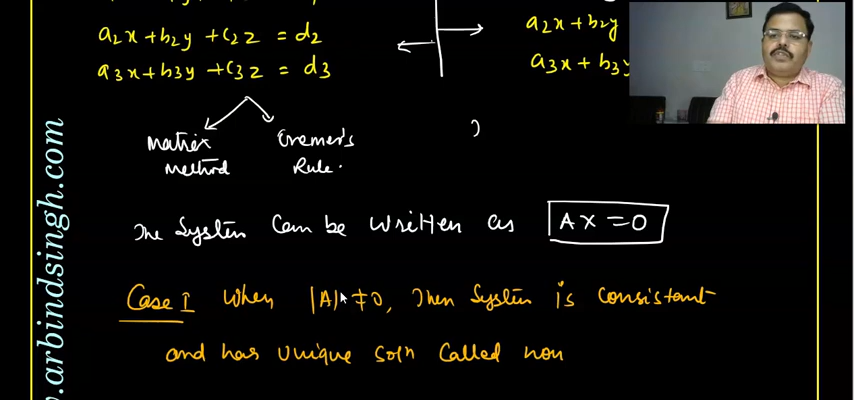 a2x + b2y + c2z = d2
a3x + b3y + c3z = d3
a2x + b2y
a3x + b3y
Matrix Method
Cramer's Rule.
The System Can be Written as AX = 0
Case I When |A| ≠ 0, Then System is consistant
and has Unique Soln Called non
.arbindsingh.com